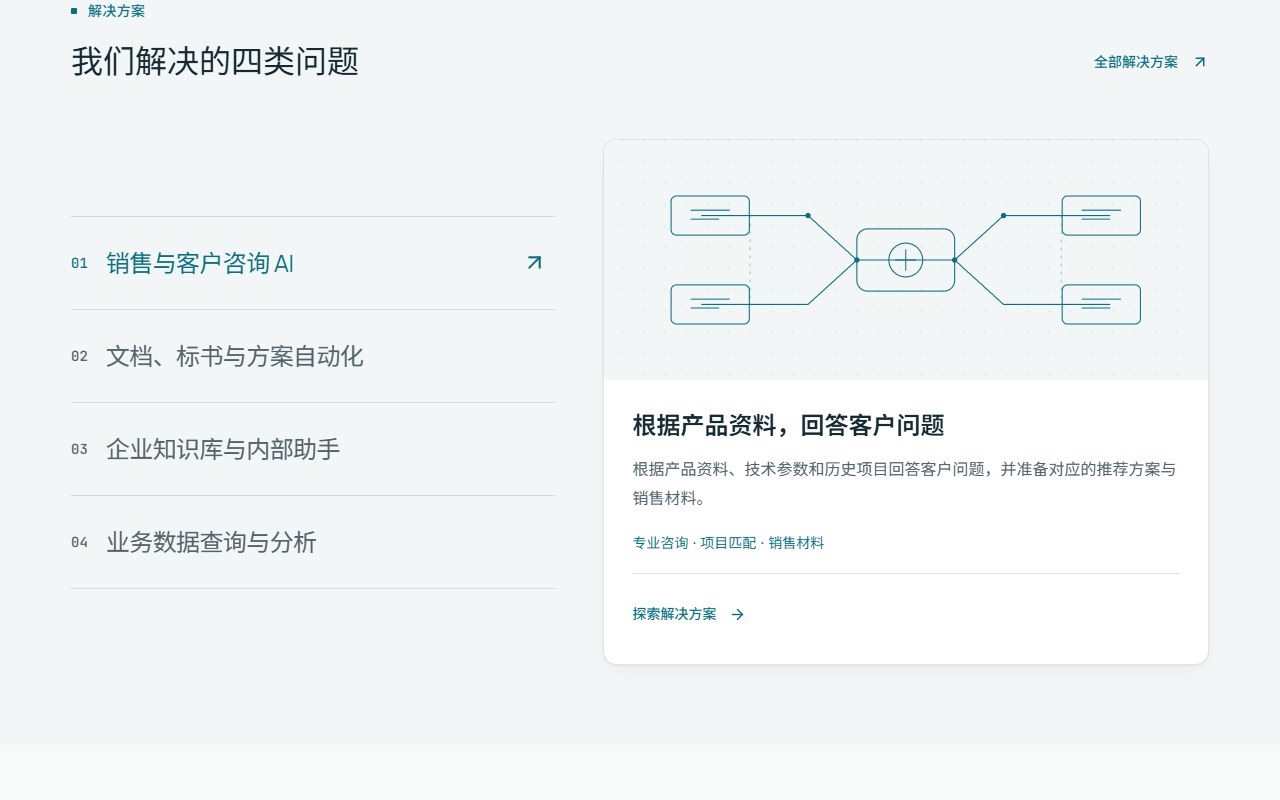 解决方案
我们解决的四类问题
全部解决方案
01 销售与客户咨询 AI
02 文档、标书与方案自动化
03 企业知识库与内部助手
04 业务数据查询与分析
根据产品资料，回答客户问题
根据产品资料、技术参数和历史项目回答客户问题，并准备对应的推荐方案与
销售材料。
专业咨询 · 项目匹配 · 销售材料
探索解决方案